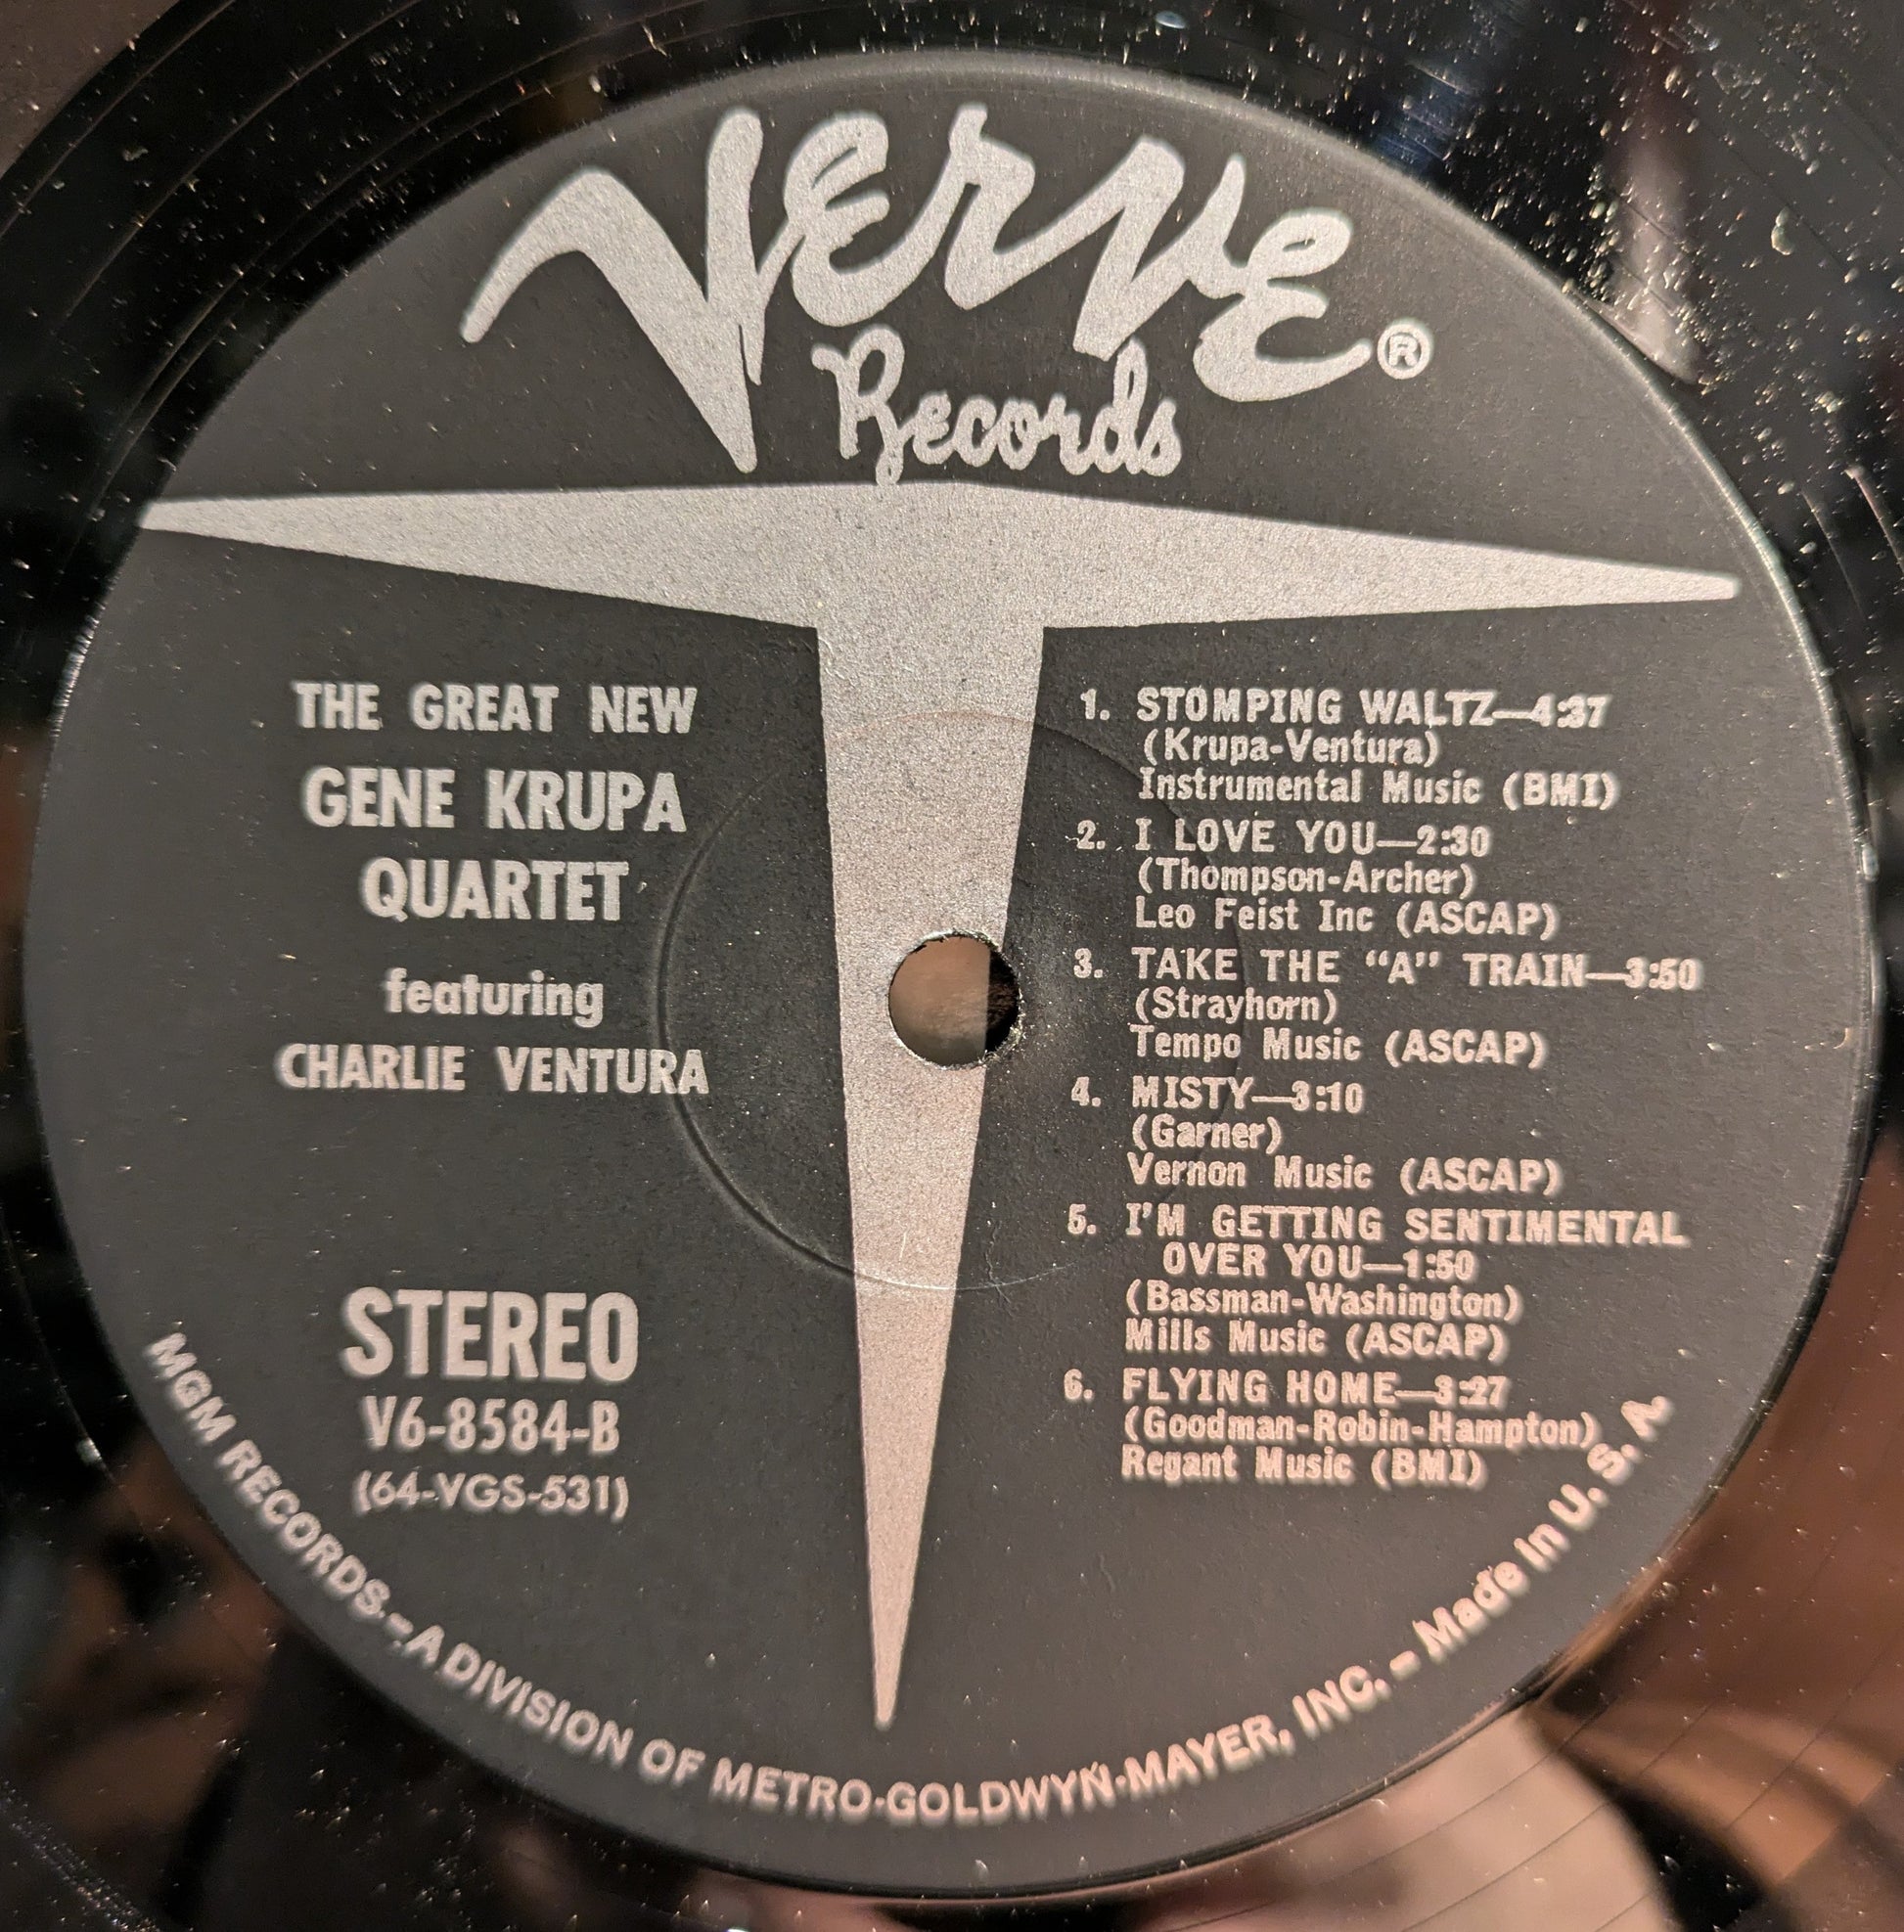 Verve®
Records
THE GREAT NEW
GENE KRUPA
QUARTET
featuring
CHARLIE VENTURA
STEREO
V6-8584-B
(64-VGS-531)
1. STOMPING WALTZ—4:37
(Krupa-Ventura)
Instrumental Music (BMI)
2. I LOVE YOU—2:30
(Thompson-Archer)
Leo Feist Inc (ASCAP)
3. TAKE THE “A” TRAIN—3:50
(Strayhorn)
Tempo Music (ASCAP)
4. MISTY—3:10
(Garner)
Vernon Music (ASCAP)
5. I'M GETTING SENTIMENTAL
OVER YOU—1:50
(Bassman-Washington)
Mills Music (ASCAP)
6. FLYING HOME—3:27
(Goodman-Robin-Hampton)
Regant Music (BMI)
MGM RECORDS - A DIVISION OF METRO-GOLDWYN-MAYER, INC. - Made in U. S. A.